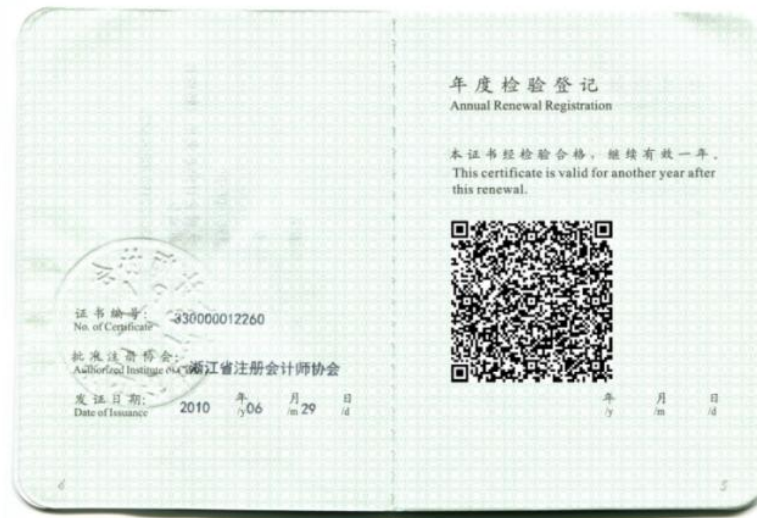 证书编号:
No. of Certificate
330000012260
批准注册协会:
Authorized Institute of
浙江省注册会计师协会
发证日期:
Date of Issuance
2010 年 06 月 29 日
/y /m /d
6
年度检验登记
Annual Renewal Registration
本证书经检验合格，继续有效一年。
This certificate is valid for another year after
this renewal.
年 月 日
/y /m /d
5